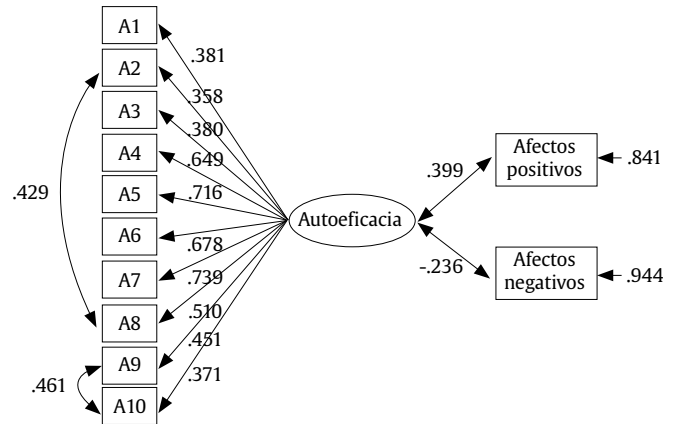 A1
.381
A2
.358
A3
.380
A4
.649
A5
.716
A6
.678
A7
.739
A8
.510
A9
.451
A10
.371
.429
.461
Autoeficacia
.399
-.236
Afectos
positivos
.841
Afectos
negativos
.944